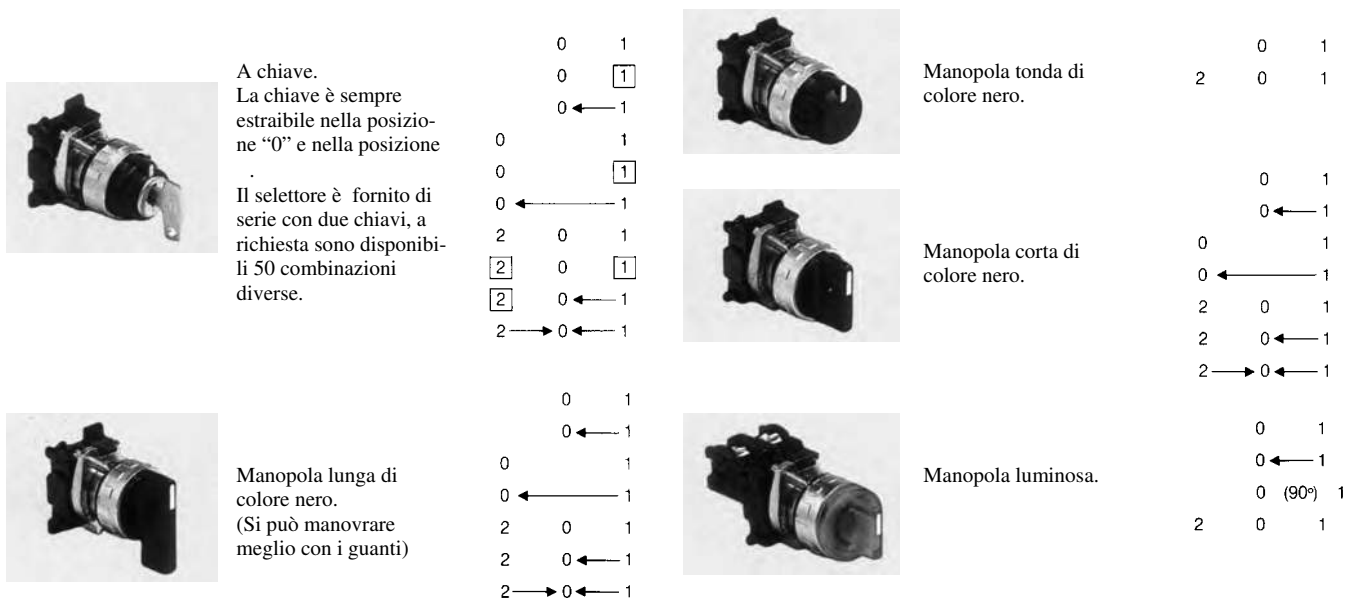 A chiave.
La chiave è sempre
estraibile nella posizio-
ne “0” e nella posizione
.
Il selettore è fornito di
serie con due chiavi, a
richiesta sono disponibi-
li 50 combinazioni
diverse.
0 1
0 1
0 ← 1
0 1
0 1
0 ← 1
2 0 1
2 0 1
2 0 ← 1
2 → 0 ← 1
Manopola tonda di
colore nero.
0 1
2 0 1
Manopola corta di
colore nero.
0 1
0 ← 1
0 1
0 ← 1
2 0 1
2 0 ← 1
2 → 0 ← 1
Manopola lunga di
colore nero.
(Si può manovrare
meglio con i guanti)
0 1
0 ← 1
0 1
0 ← 1
2 0 1
2 0 ← 1
2 → 0 ← 1
Manopola luminosa.
0 1
0 ← 1
0 (90°) 1
2 0 1